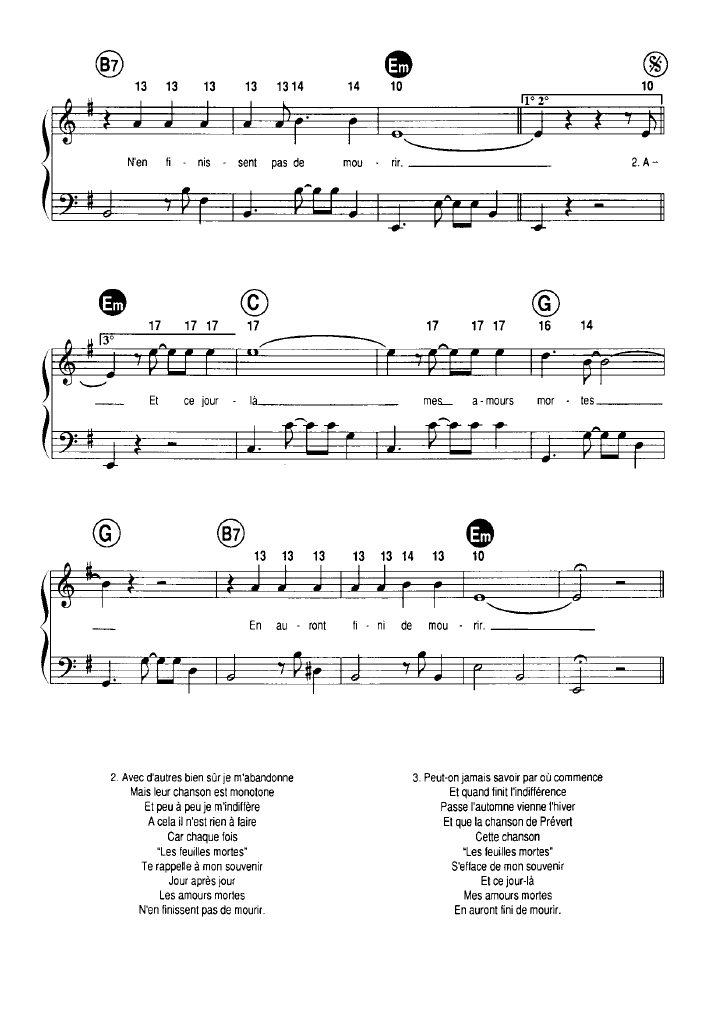 B7 Em
13 13 13 13 13 14 14 10 10
1° 2°
N'en fi - nis - sent pas de mou - rir. 2. A -
Em C G
3° 17 17 17 17 17 17 17 16 14
Et ce jour - là mes a - mours mor - tes
G B7 Em
13 13 13 13 13 14 13 10
En au - ront fi - ni de mou - rir.
2. Avec d'autres bien sûr je m'abandonne
Mais leur chanson est monotone
Et peu à peu je m'indiffère
A cela il n'est rien à faire
Car chaque fois
“Les feuilles mortes”
Te rappelle à mon souvenir
Jour après jour
Les amours mortes
N'en finissent pas de mourir.
3. Peut-on jamais savoir par où commence
Et quand finit l'indifférence
Passe l'automne vienne l'hiver
Et que la chanson de Prévert
Cette chanson
“Les feuilles mortes”
S'efface de mon souvenir
Et ce jour-là
Mes amours mortes
En auront fini de mourir.